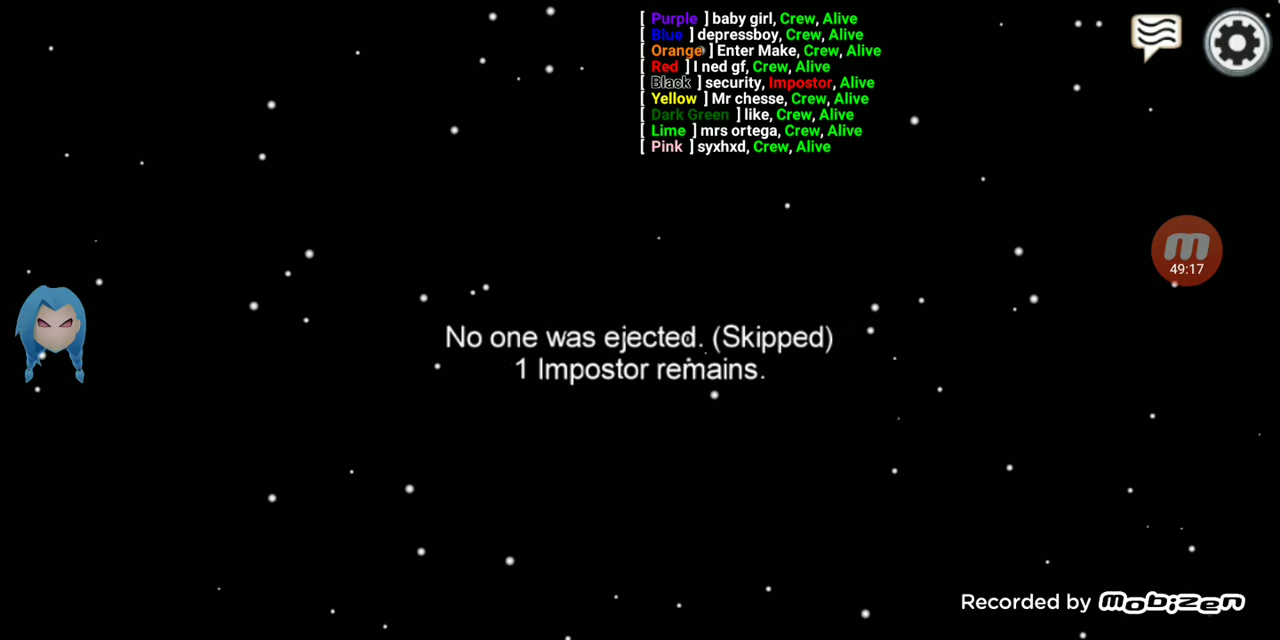 [ Purple ] baby girl, Crew, Alive
[ Blue ] depressboy, Crew, Alive
[ Orange ] Enter Make, Crew, Alive
[ Red ] I ned gf, Crew, Alive
[ Black ] security, Impostor, Alive
[ Yellow ] Mr chesse, Crew, Alive
[ Dark Green ] like, Crew, Alive
[ Lime ] mrs ortega, Crew, Alive
[ Pink ] syxhxd, Crew, Alive
49:17
No one was ejected. (Skipped)
1 Impostor remains.
Recorded by mobizen